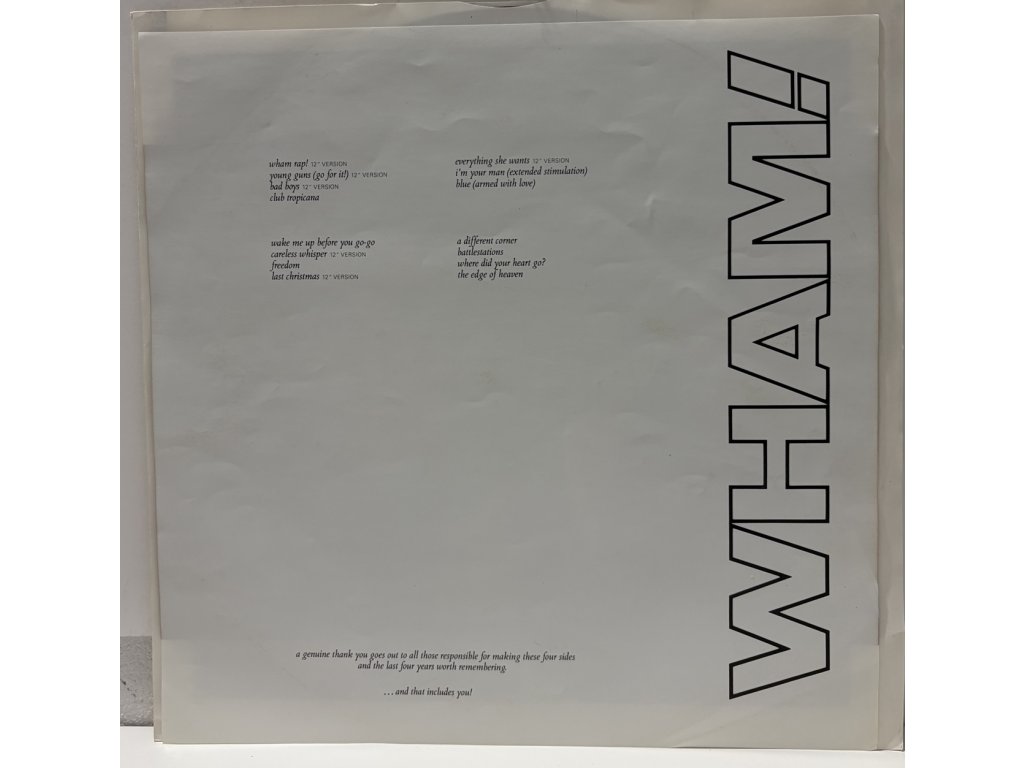 wham rap! 12" VERSION
young guns (go for it!) 12" VERSION
bad boys 12" VERSION
club tropicana
everything she wants 12" VERSION
i'm your man (extended stimulation)
blue (armed with love)
wake me up before you go-go
careless whisper 12" VERSION
freedom
last christmas 12" VERSION
a different corner
battlestations
where did your heart go?
the edge of heaven
WHAM!
a genuine thank you goes out to all those responsible for making these four sides
and the last four years worth remembering.
...and that includes you!